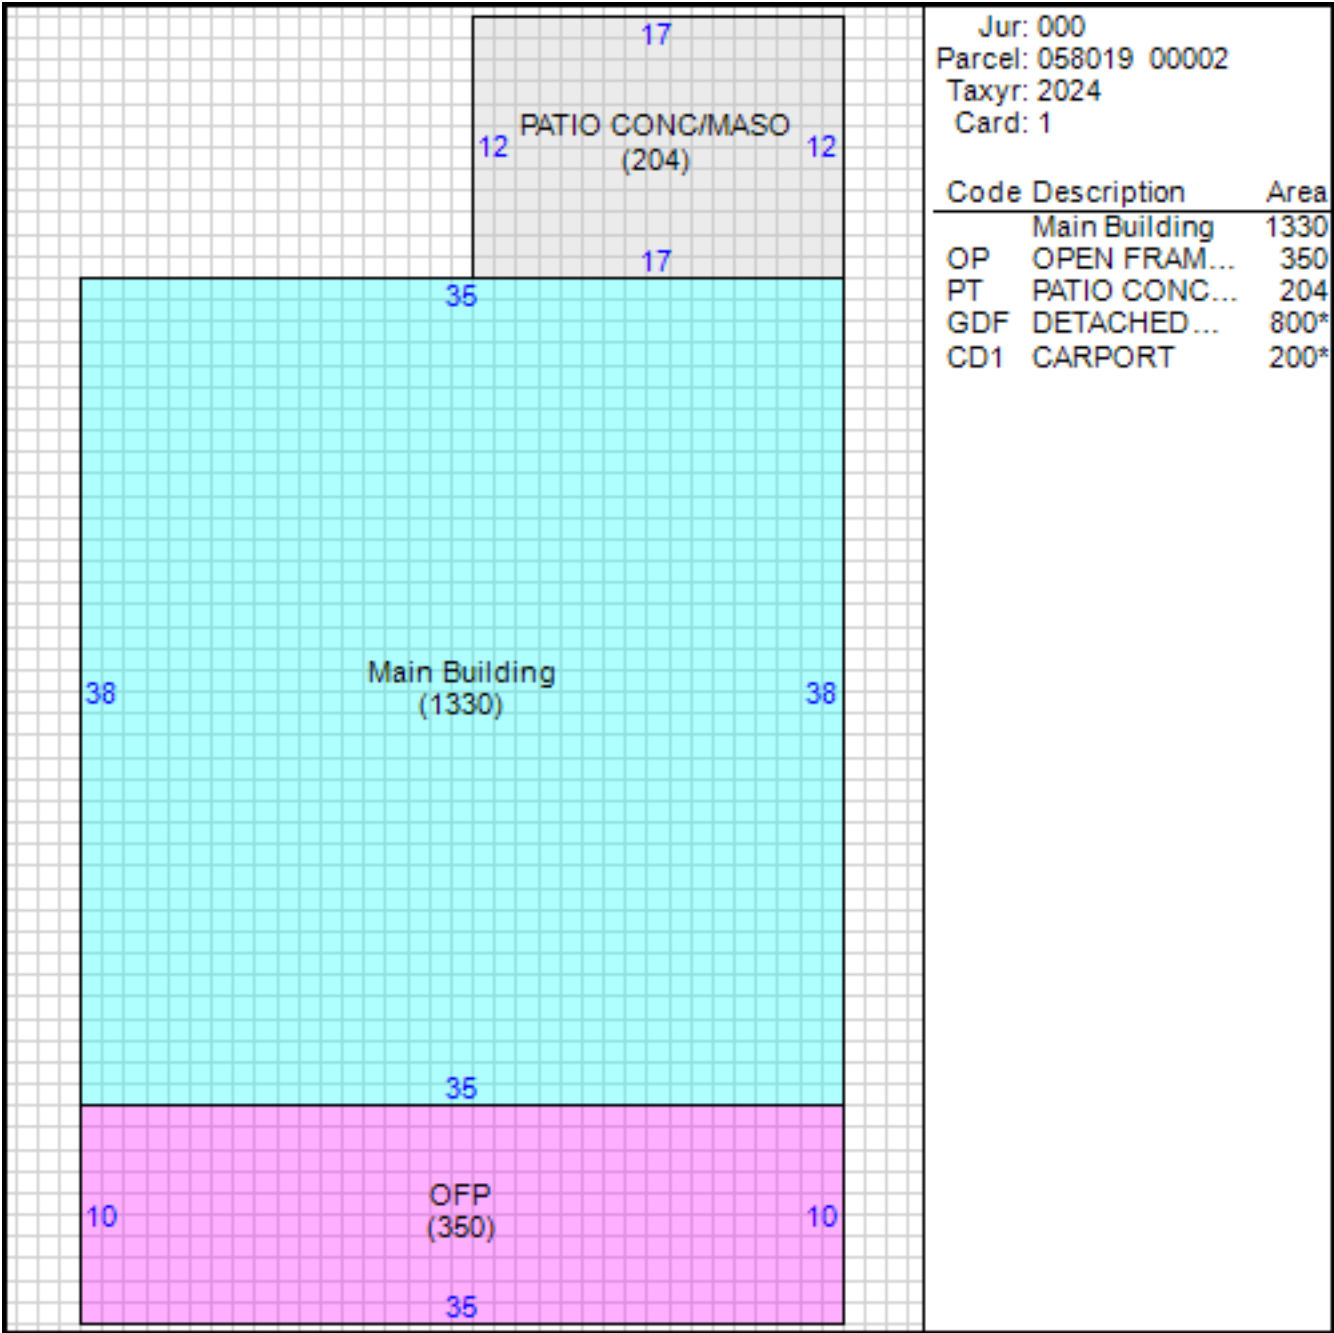 17
PATIO CONC/MASO
12 12
(204)
17
35
Main Building
38 38
(1330)
35
OFP
10 10
(350)
35
Jur: 000
Parcel: 058019 00002
Taxyr: 2024
Card: 1
Code Description Area
Main Building 1330
OP OPEN FRAM... 350
PT PATIO CONC... 204
GDF DETACHED... 800*
CD1 CARPORT 200*